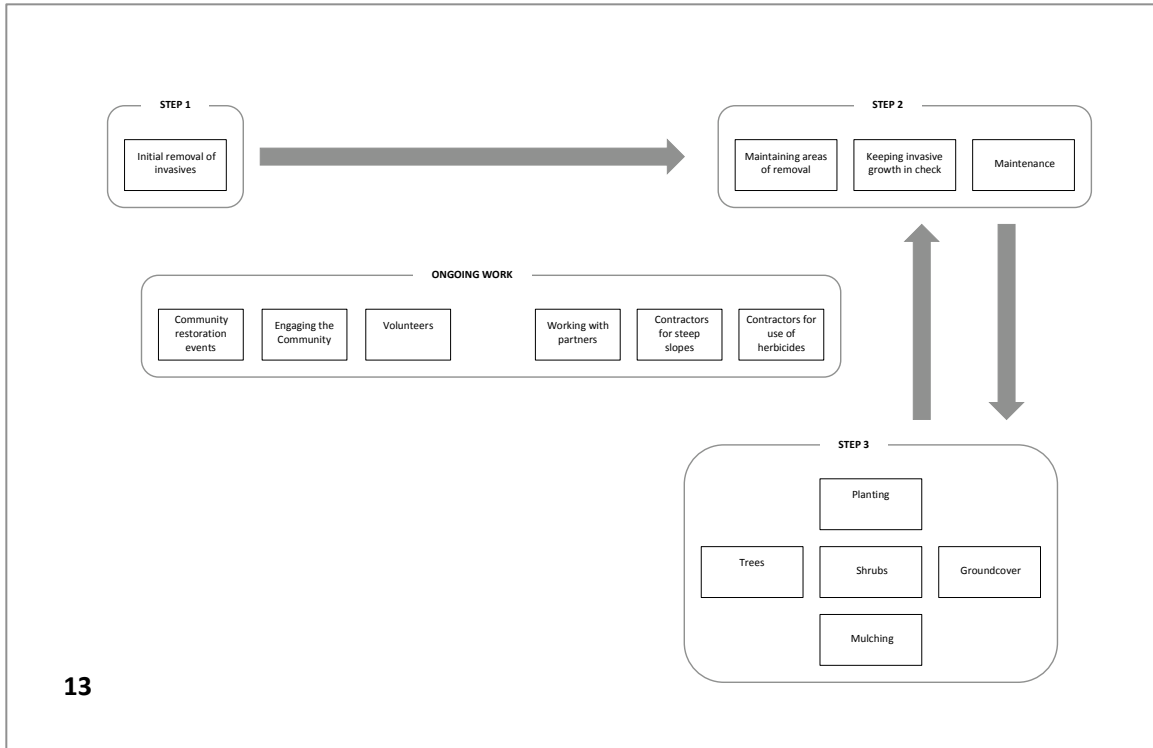 STEP 1
Initial removal of
invasives
STEP 2
Maintaining areas
of removal
Keeping invasive
growth in check
Maintenance
ONGOING WORK
Community
restoration
events
Engaging the
Community
Volunteers
Working with
partners
Contractors
for steep
slopes
Contractors for
use of
herbicides
STEP 3
Planting
Trees
Shrubs
Groundcover
Mulching
13